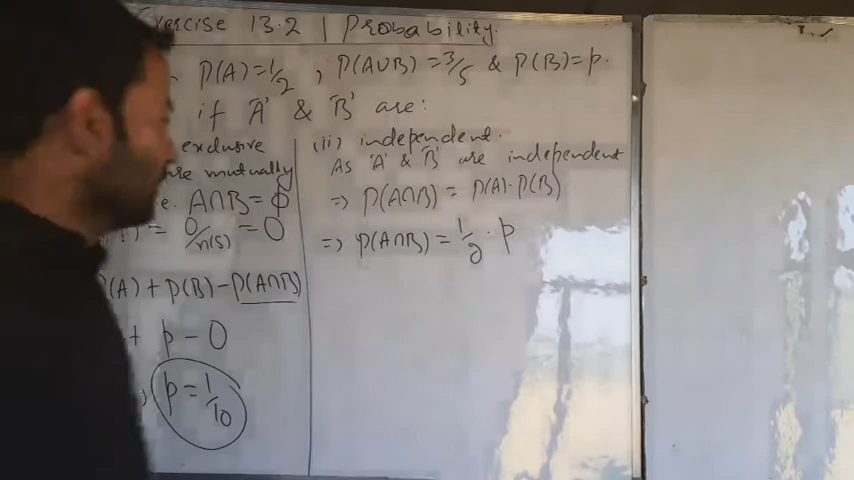 Exercise 13.2 | Probability.
P(A)=1/2, P(A∪B)=3/5 & P(B)=p.
if 'A' & 'B' are:
exclusive
are mutually
A∩B=ϕ
= 0/n(S) = 0
P(A) + P(B) - P(A∩B)
+ p - 0
p = 1/10
(ii) independent.
As 'A' & 'B' are independent
=> P(A∩B) = P(A).P(B)
=> P(A∩B) = 1/2 . p